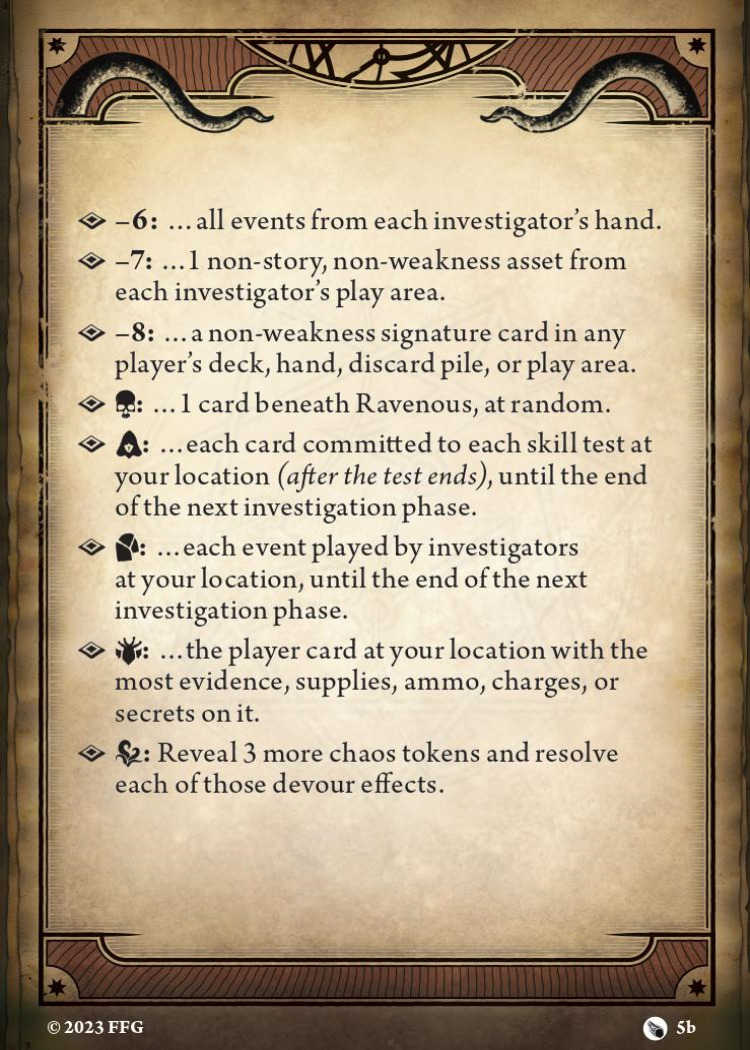 –6: …all events from each investigator’s hand.
–7: …1 non-story, non-weakness asset from
each investigator’s play area.
–8: …a non-weakness signature card in any
player’s deck, hand, discard pile, or play area.
: …1 card beneath Ravenous, at random.
: …each card committed to each skill test at
your location (after the test ends), until the end
of the next investigation phase.
: …each event played by investigators
at your location, until the end of the next
investigation phase.
: …the player card at your location with the
most evidence, supplies, ammo, charges, or
secrets on it.
: Reveal 3 more chaos tokens and resolve
each of those devour effects.
© 2023 FFG
5b